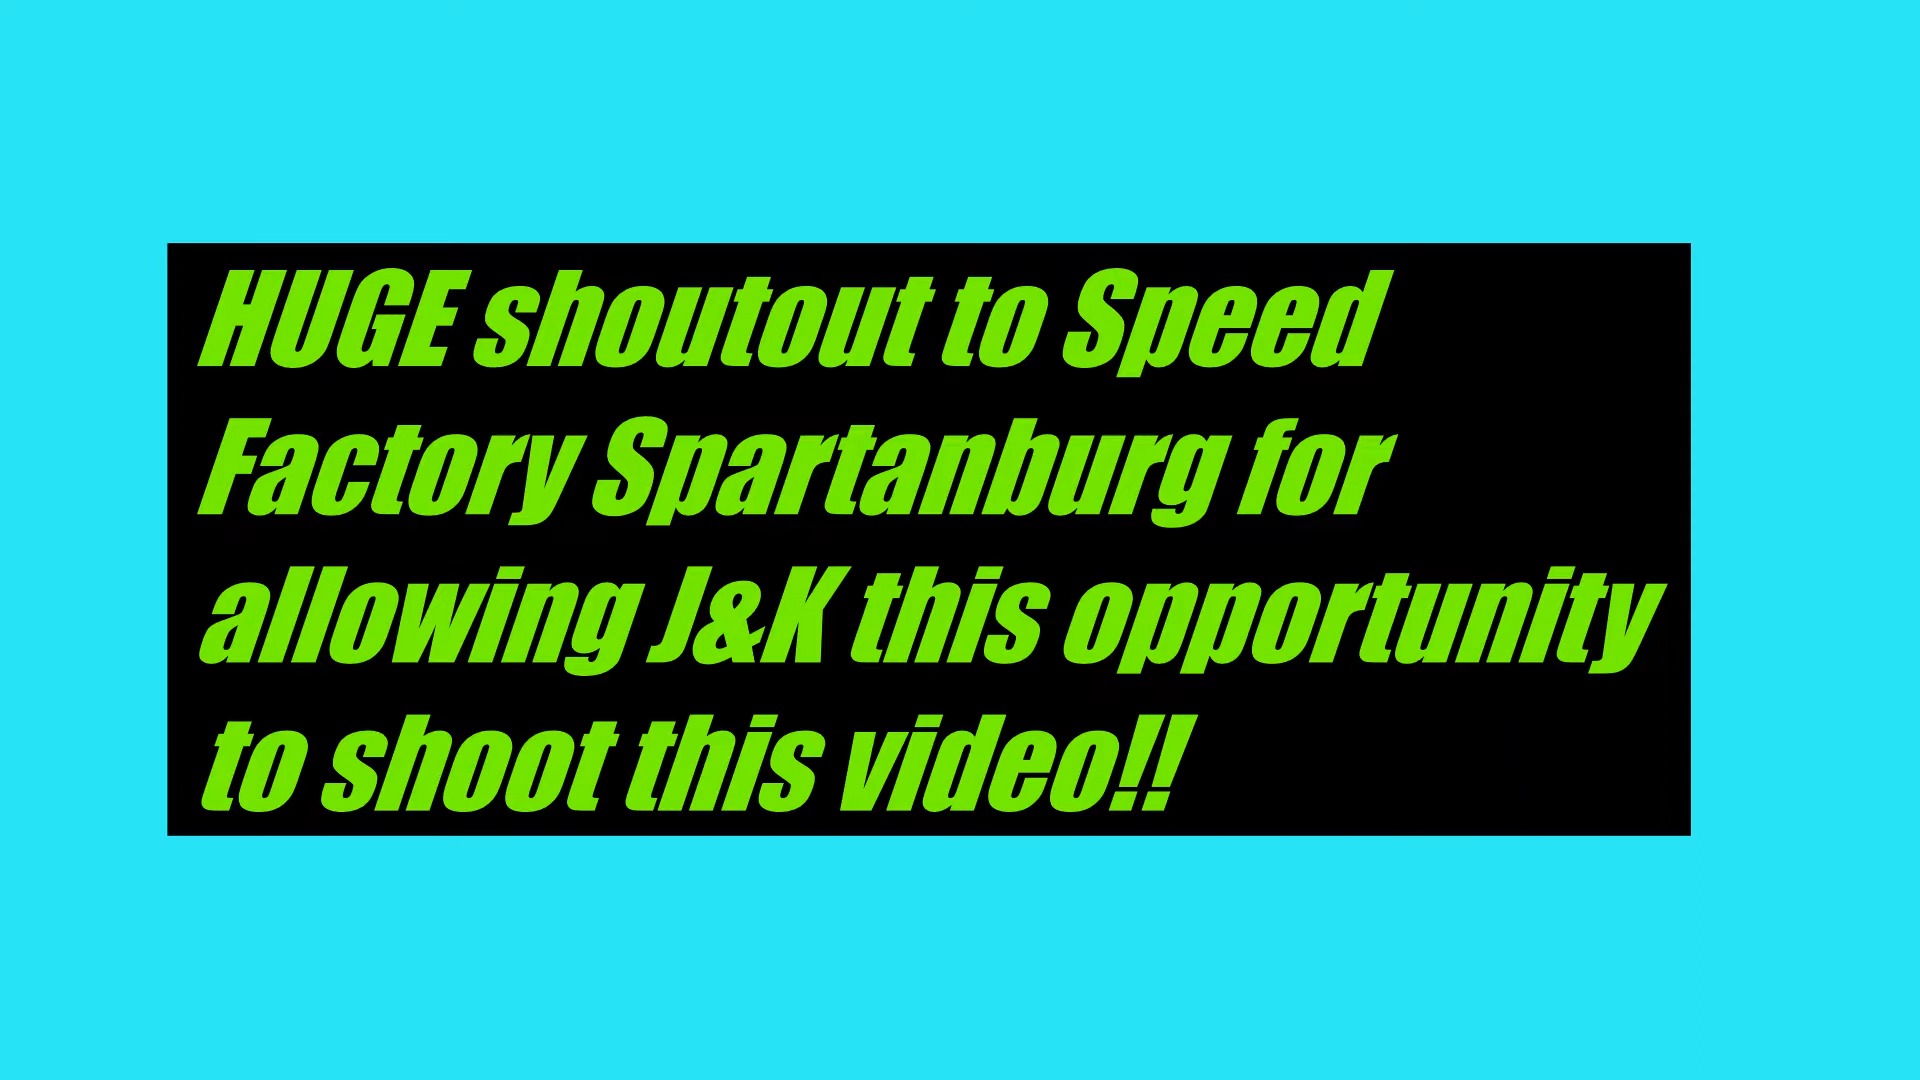 HUGE shoutout to Speed
Factory Spartanburg for
allowing J&K this opportunity
to shoot this video!!